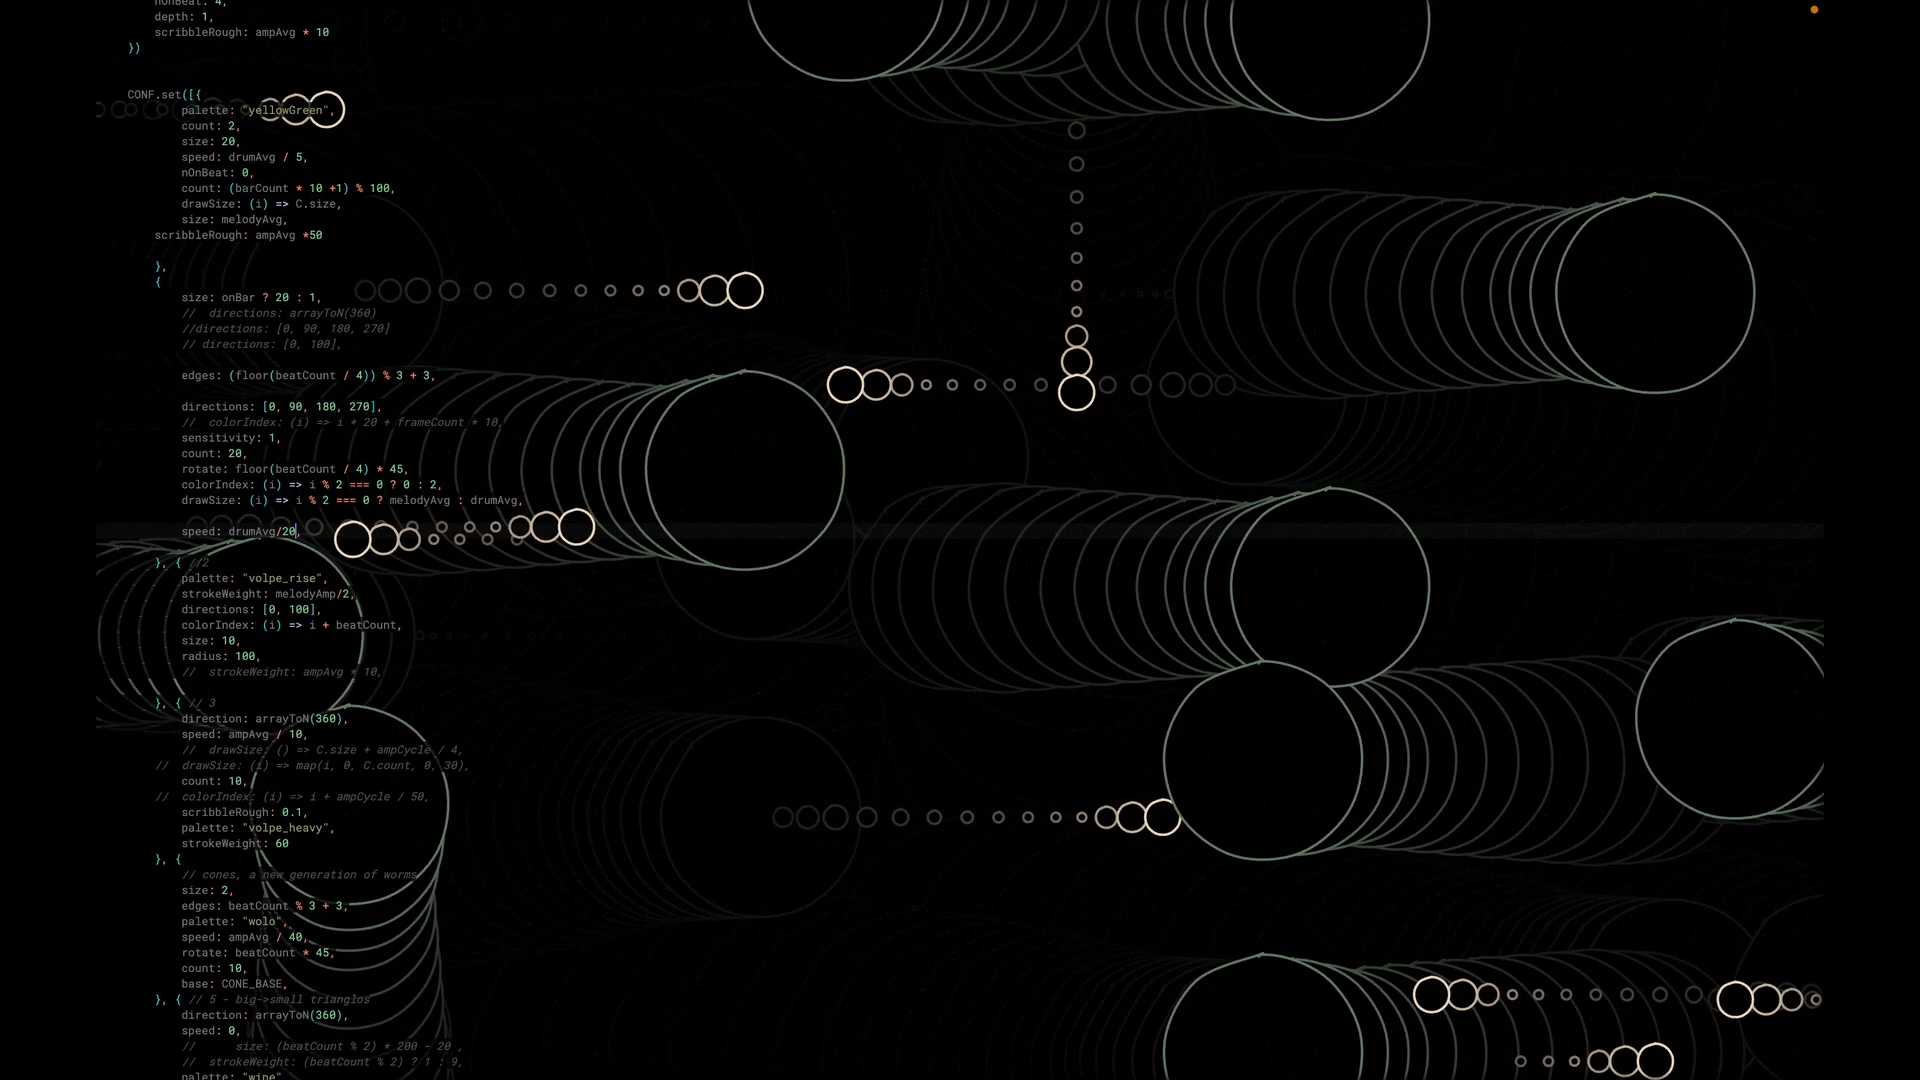 nOnBeat: 4,
depth: 1,
scribbleRough: ampAvg * 10
})
CONF.set([{
palette: "yellowGreen",
count: 2,
size: 20,
speed: drumAvg / 5,
nOnBeat: 0,
count: (barCount * 10 +1) % 100,
drawSize: (i) => C.size,
size: melodyAvg,
scribbleRough: ampAvg *50
},
{
size: onBar ? 20 : 1,
//  directions: arrayToN(360)
//directions: [0, 90, 180, 270]
// directions: [0, 100],
edges: (floor(beatCount / 4)) % 3 + 3,
directions: [0, 90, 180, 270],
//  colorIndex: (i) => i * 20 + frameCount * 10,
sensitivity: 1,
count: 20,
rotate: floor(beatCount / 4) * 45,
colorIndex: (i) => i % 2 === 0 ? 0 : 2,
drawSize: (i) => i % 2 === 0 ? melodyAvg : drumAvg,
speed: drumAvg/20,
}, { //2
palette: "volpe_rise",
strokeWeight: melodyAmp/2,
directions: [0, 100],
colorIndex: (i) => i + beatCount,
size: 10,
radius: 100,
//  strokeWeight: ampAvg * 10,
}, { // 3
direction: arrayToN(360),
speed: ampAvg / 10,
//  drawSize: () => C.size + ampCycle / 4,
//  drawSize: (i) => map(i, 0, C.count, 0, 30),
count: 10,
//  colorIndex: (i) => i + ampCycle / 50,
scribbleRough: 0.1,
palette: "volpe_heavy",
strokeWeight: 60
}, {
// cones, a new generation of worms
size: 2,
edges: beatCount % 3 + 3,
palette: "wolo",
speed: ampAvg / 40,
rotate: beatCount * 45,
count: 10,
base: CONE_BASE,
}, { // 5 - big->small trianglos
direction: arrayToN(360),
speed: 0,
//      size: (beatCount % 2) * 200 - 20 ,
//  strokeWeight: (beatCount % 2) ? 1 : 9,
palette: "wine"